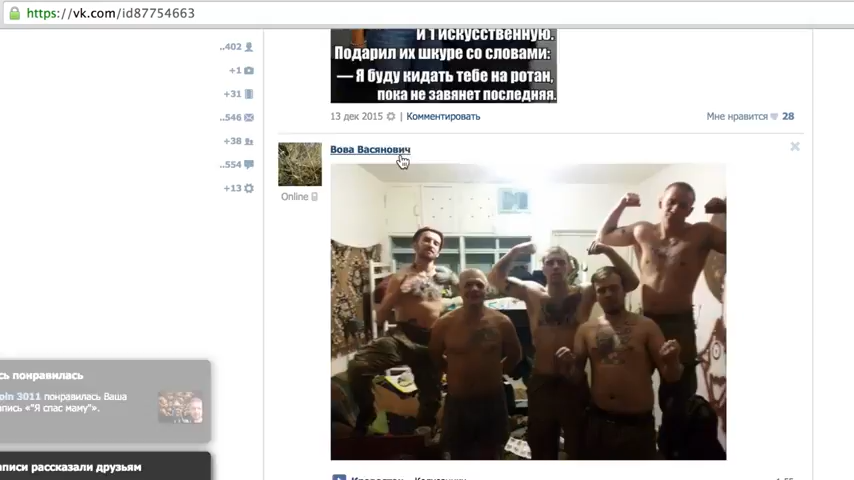 https://vk.com/id87754663
и 1 искусственную.
Подарил их шкуре со словами:
— Я буду кидать тебе на ротан,
пока не завянет последняя.
13 дек 2015 | Комментировать
Мне нравится 28
..402
+1
+31
..546
+38
..554
+13
Вова Васянович
Online
сь понравилась
3011 понравилась Ваша
апись «"Я спас маму"».
аписи рассказали друзьям